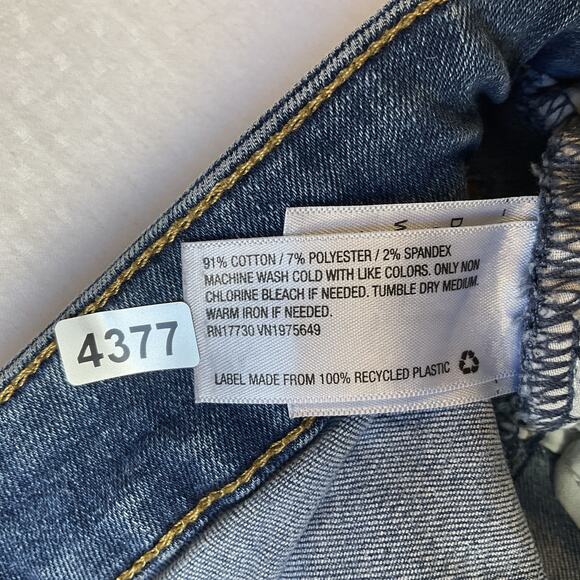 91% COTTON / 7% POLYESTER / 2% SPANDEX
MACHINE WASH COLD WITH LIKE COLORS. ONLY NON
CHLORINE BLEACH IF NEEDED. TUMBLE DRY MEDIUM.
WARM IRON IF NEEDED.
RN17730 VN1975649
LABEL MADE FROM 100% RECYCLED PLASTIC
4377